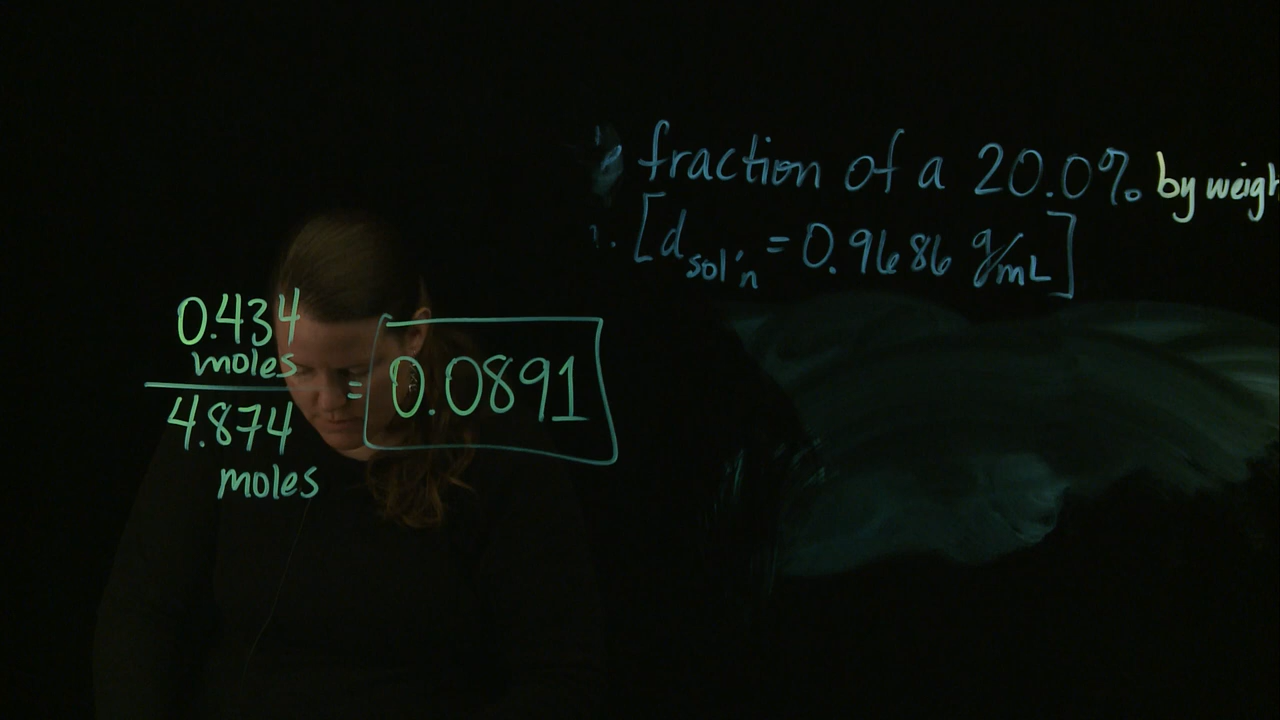 fraction of a 20.0% by weigh
[d sol'n = 0.9686 g/mL]
0.434
moles
4.874
moles
= 0.0891